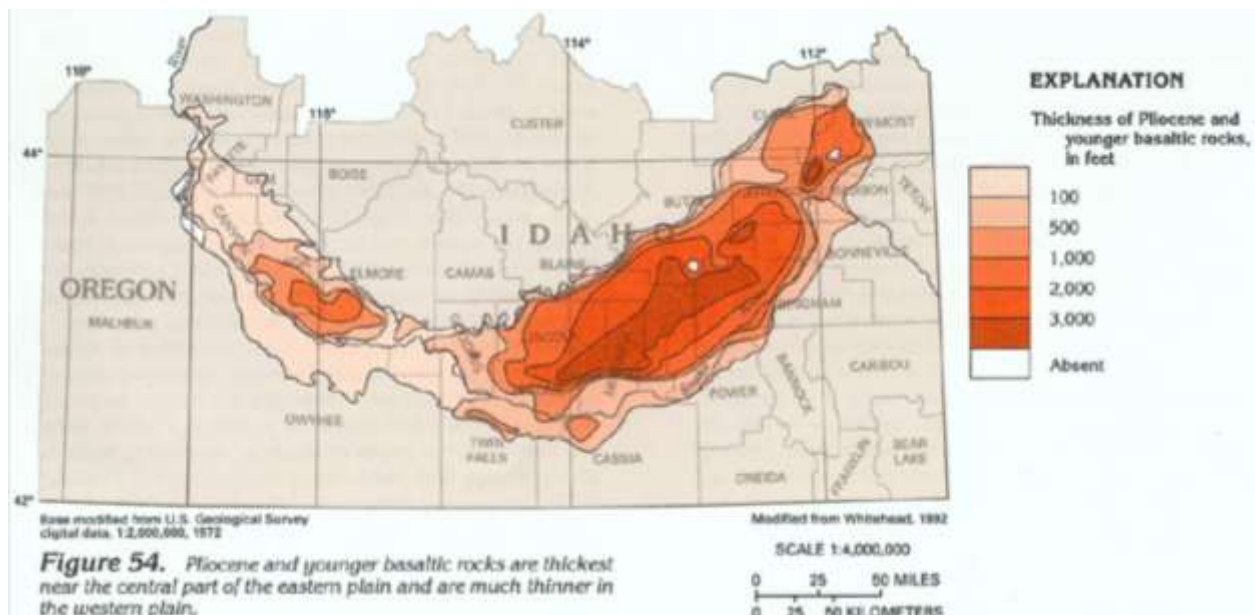 River
114°
112°
118°
WASHINGTON
118°
CUSTER
44°
BOISE
GEM
CANYON
TETON
BUTTE
IDAHO
BONNEVILLE
ELMORE
CAMAS
BLAINE
BINGHAM
OREGON
MALHEUR
CARIBOU
BANNOCK
POWER
OWYHEE
TWIN
FALLS
CASSIA
BEAR
LAKE
FRANKLIN
ONEIDA
42°
EXPLANATION
Thickness of Pliocene and
younger basaltic rocks,
in feet
100
500
1,000
2,000
3,000
Absent
Base modified from U.S. Geological Survey
digital data, 1:2,000,000, 1972
Modified from Whitehead, 1992
SCALE 1:4,000,000
0 25 50 MILES
0 25 50 KILOMETERS
Figure 54. Pliocene and younger basaltic rocks are thickest
near the central part of the eastern plain and are much thinner in
the western plain.